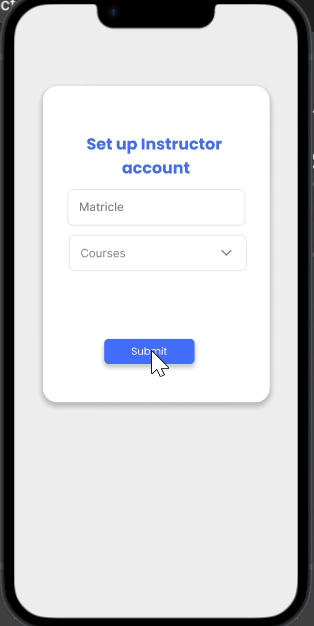 Set up Instructor
account
Matricle
Courses
Submit